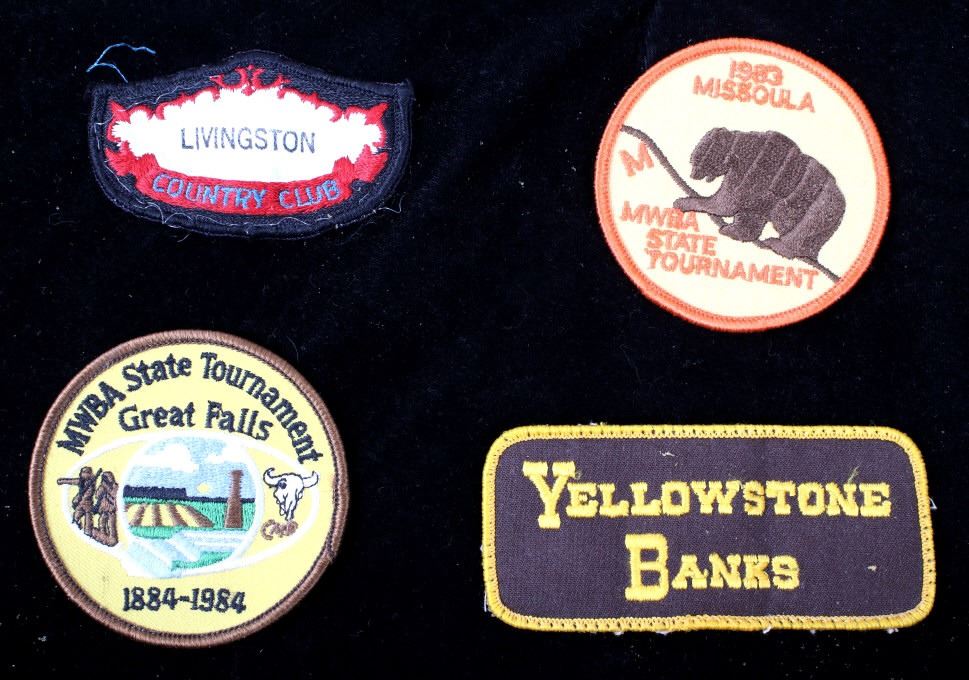 LIVINGSTON
COUNTRY CLUB
1983
MISSOULA
M
MWBA
STATE
TOURNAMENT
MWBA State Tournament
Great Falls
1884-1984
YELLOWSTONE
BANKS